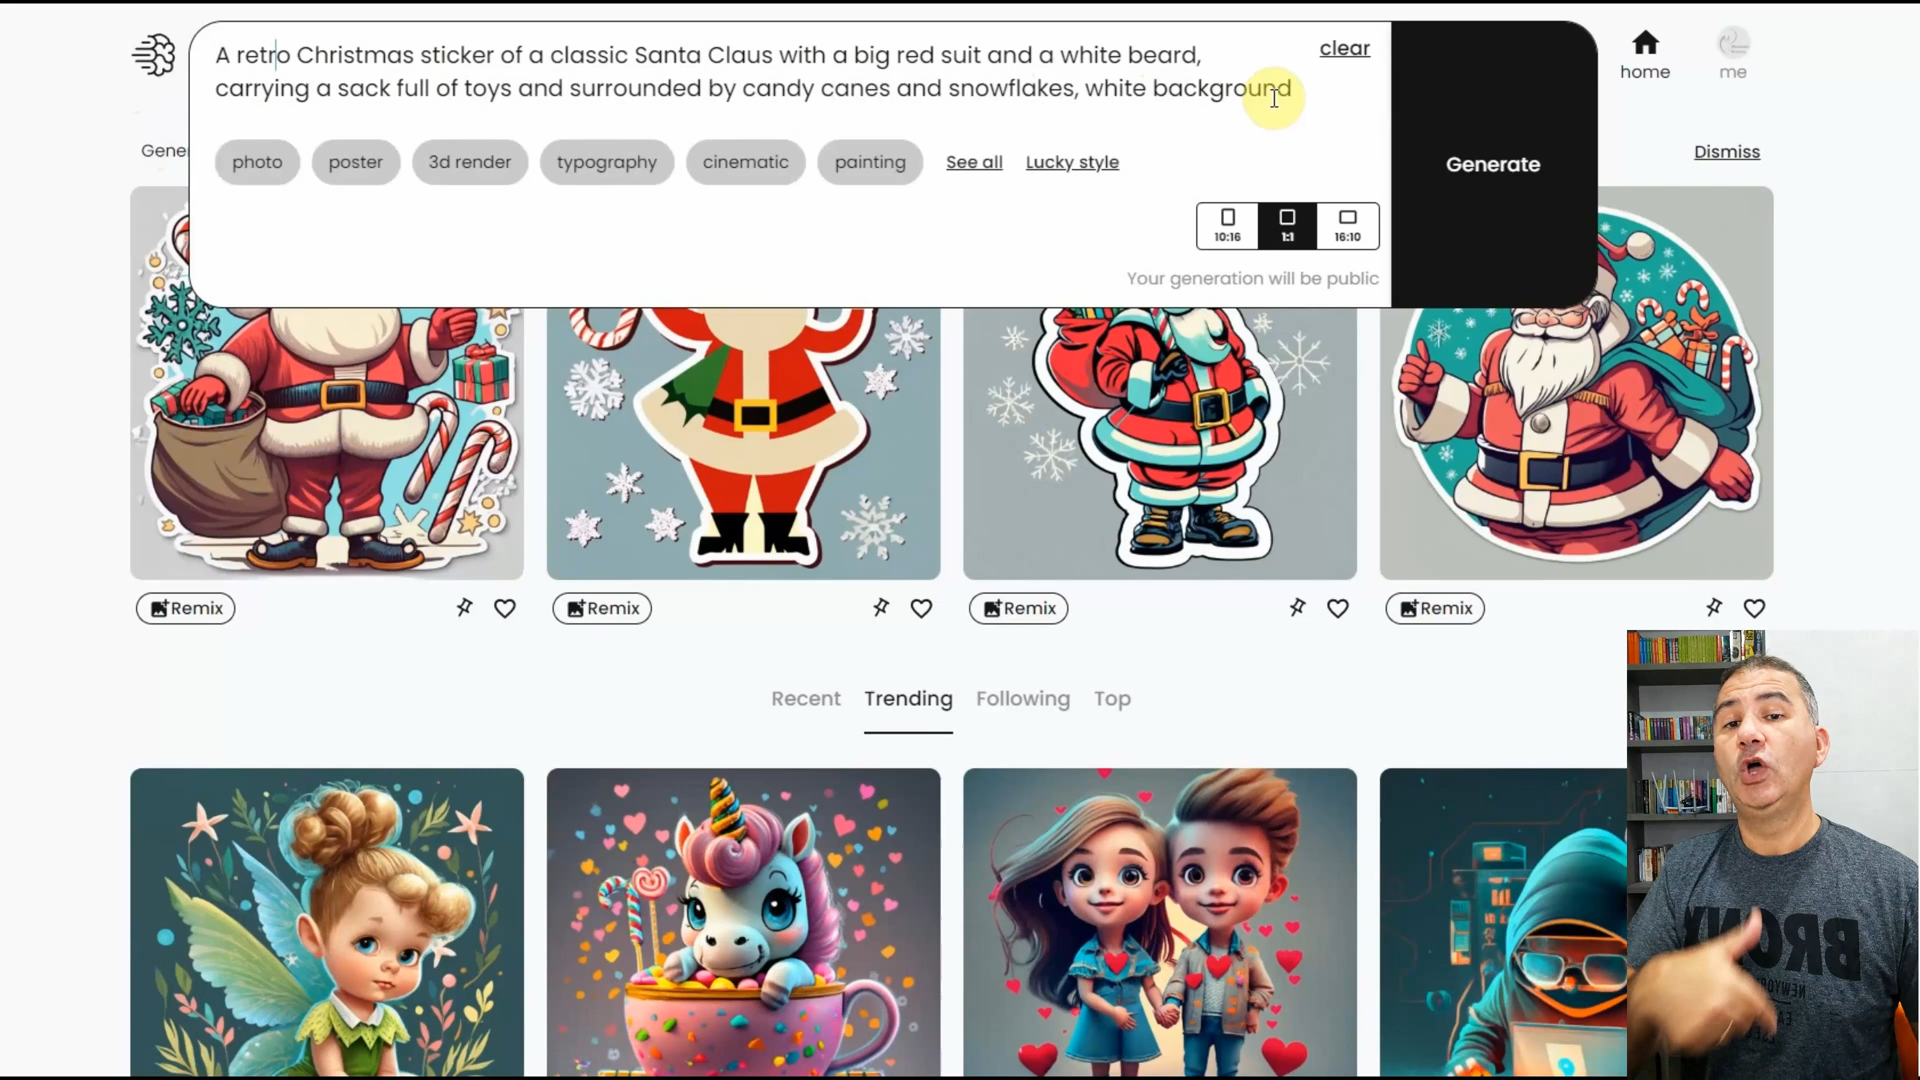 A retro Christmas sticker of a classic Santa Claus with a big red suit and a white beard,
carrying a sack full of toys and surrounded by candy canes and snowflakes, white background
clear
home
me
Gener
photo
poster
3d render
typography
cinematic
painting
See all
Lucky style
Generate
Dismiss
10:16
1:1
16:10
Your generation will be public
Remix
Remix
Remix
Remix
Recent
Trending
Following
Top
BRONX